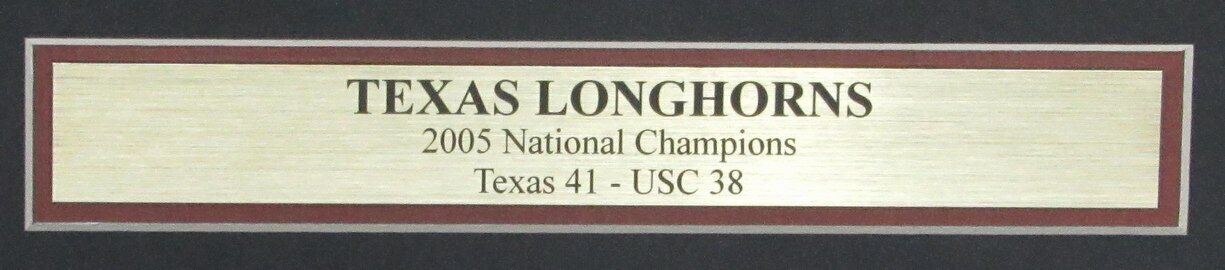 TEXAS LONGHORNS
2005 National Champions
Texas 41 - USC 38